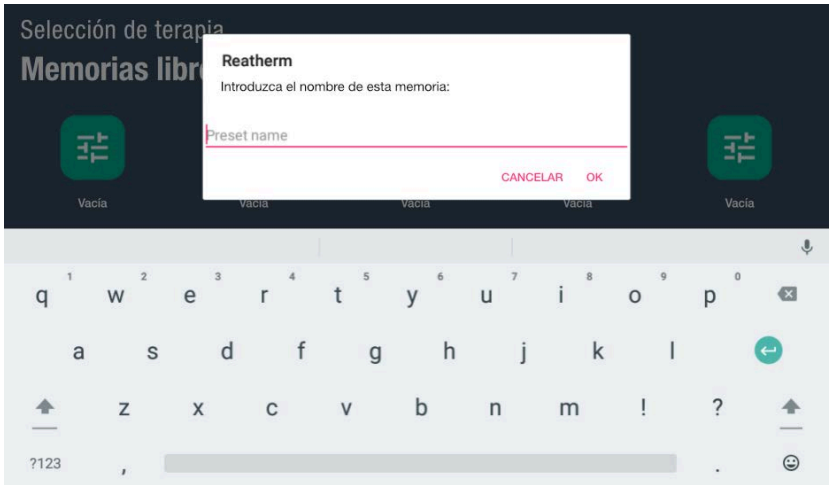 Selección de terapia
Memorias libr
Reatherm
Introduzca el nombre de esta memoria:
Preset name
CANCELAR OK
Vacía Vacía Vacía Vacía Vacía
1 2 3 4 5 6 7 8 9 0
q w e r t y u i o p
a s d f g h j k l
z x c v b n m ! ?
?123 , .